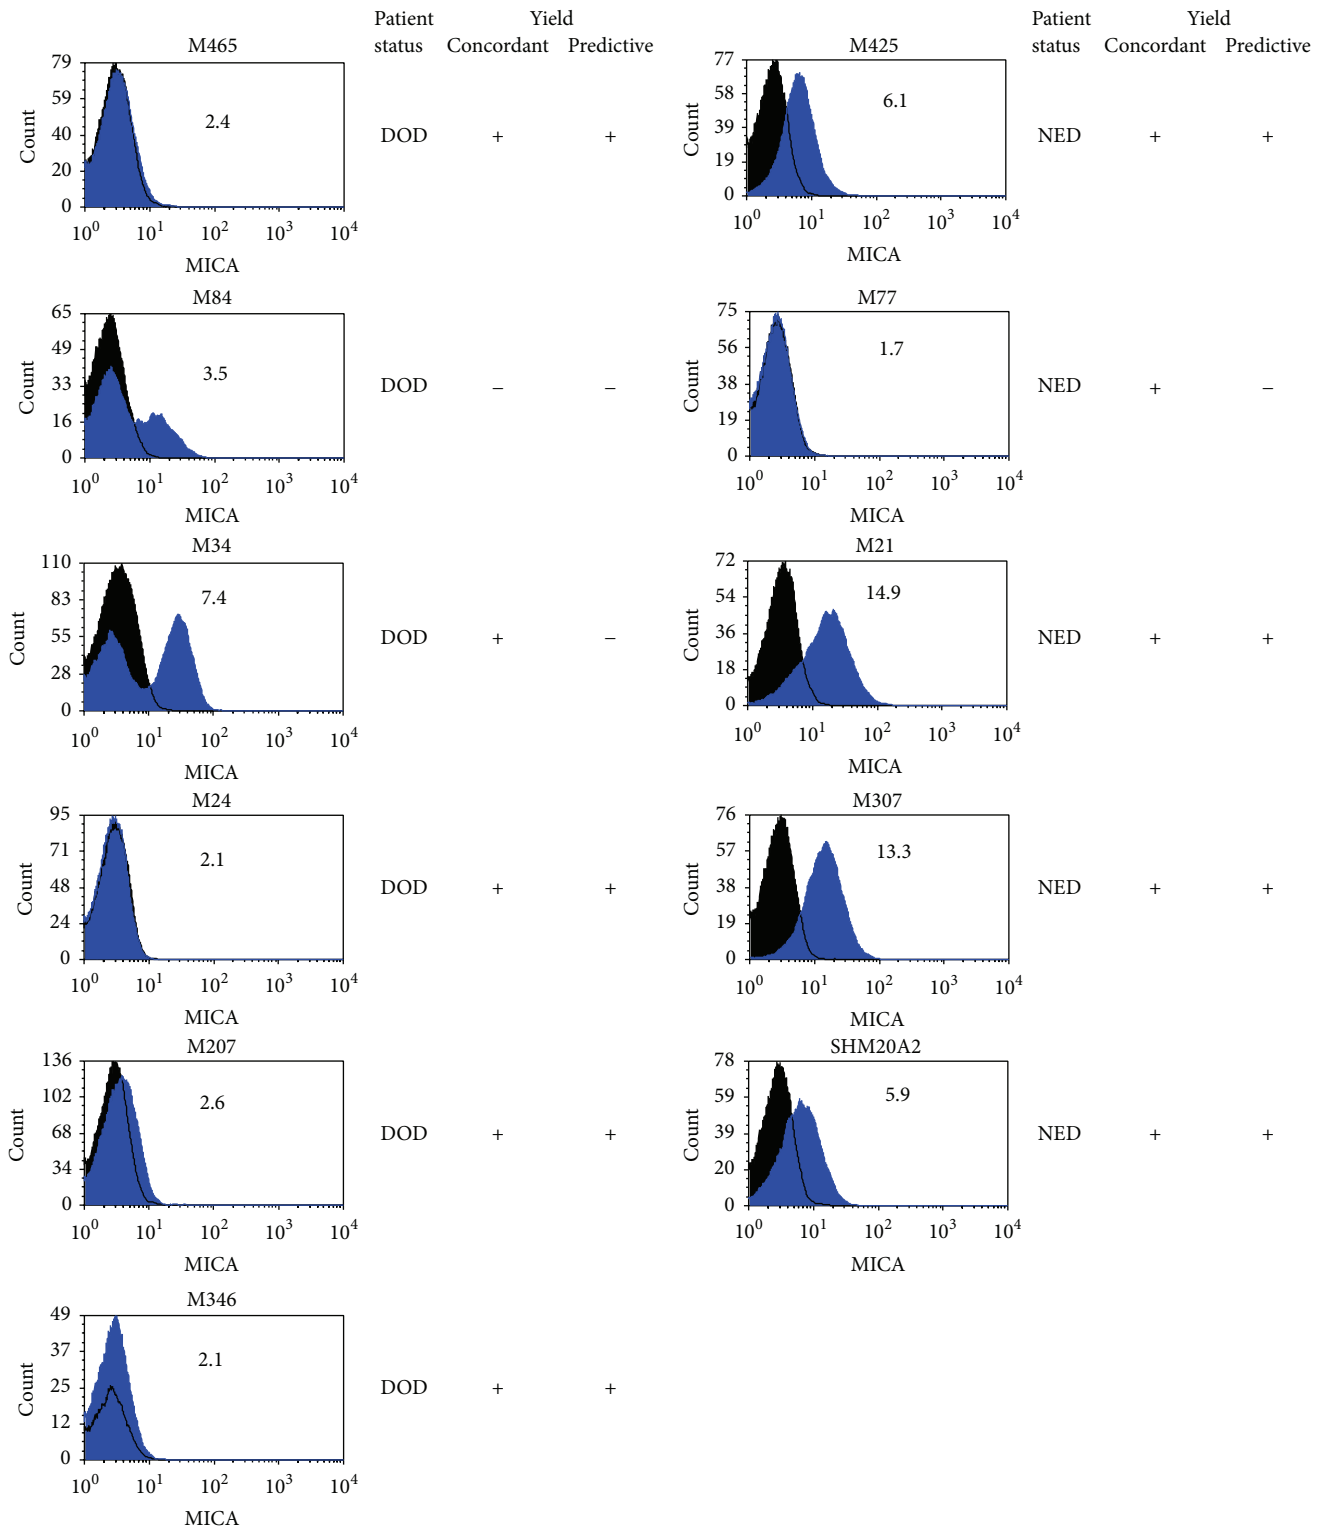 Patient Yield
status Concordant Predictive
Patient Yield
status Concordant Predictive
M465
79
59
40
20
0
Count
2.4
10^0 10^1 10^2 10^3 10^4
MICA
DOD + +
M425
77
58
39
19
0
Count
6.1
10^0 10^1 10^2 10^3 10^4
MICA
NED + +
M84
65
49
33
16
0
Count
3.5
10^0 10^1 10^2 10^3 10^4
MICA
DOD − −
M77
75
56
38
19
0
Count
1.7
10^0 10^1 10^2 10^3 10^4
MICA
NED + −
M34
110
83
55
28
0
Count
7.4
10^0 10^1 10^2 10^3 10^4
MICA
DOD + −
M21
72
54
36
18
0
Count
14.9
10^0 10^1 10^2 10^3 10^4
MICA
NED + +
M24
95
71
48
24
0
Count
2.1
10^0 10^1 10^2 10^3 10^4
MICA
DOD + +
M307
76
57
38
19
0
Count
13.3
10^0 10^1 10^2 10^3 10^4
MICA
NED + +
M207
136
102
68
34
0
Count
2.6
10^0 10^1 10^2 10^3 10^4
MICA
DOD + +
SHM20A2
78
59
39
20
0
Count
5.9
10^0 10^1 10^2 10^3 10^4
MICA
NED + +
M346
49
37
25
12
0
Count
2.1
10^0 10^1 10^2 10^3 10^4
MICA
DOD + +